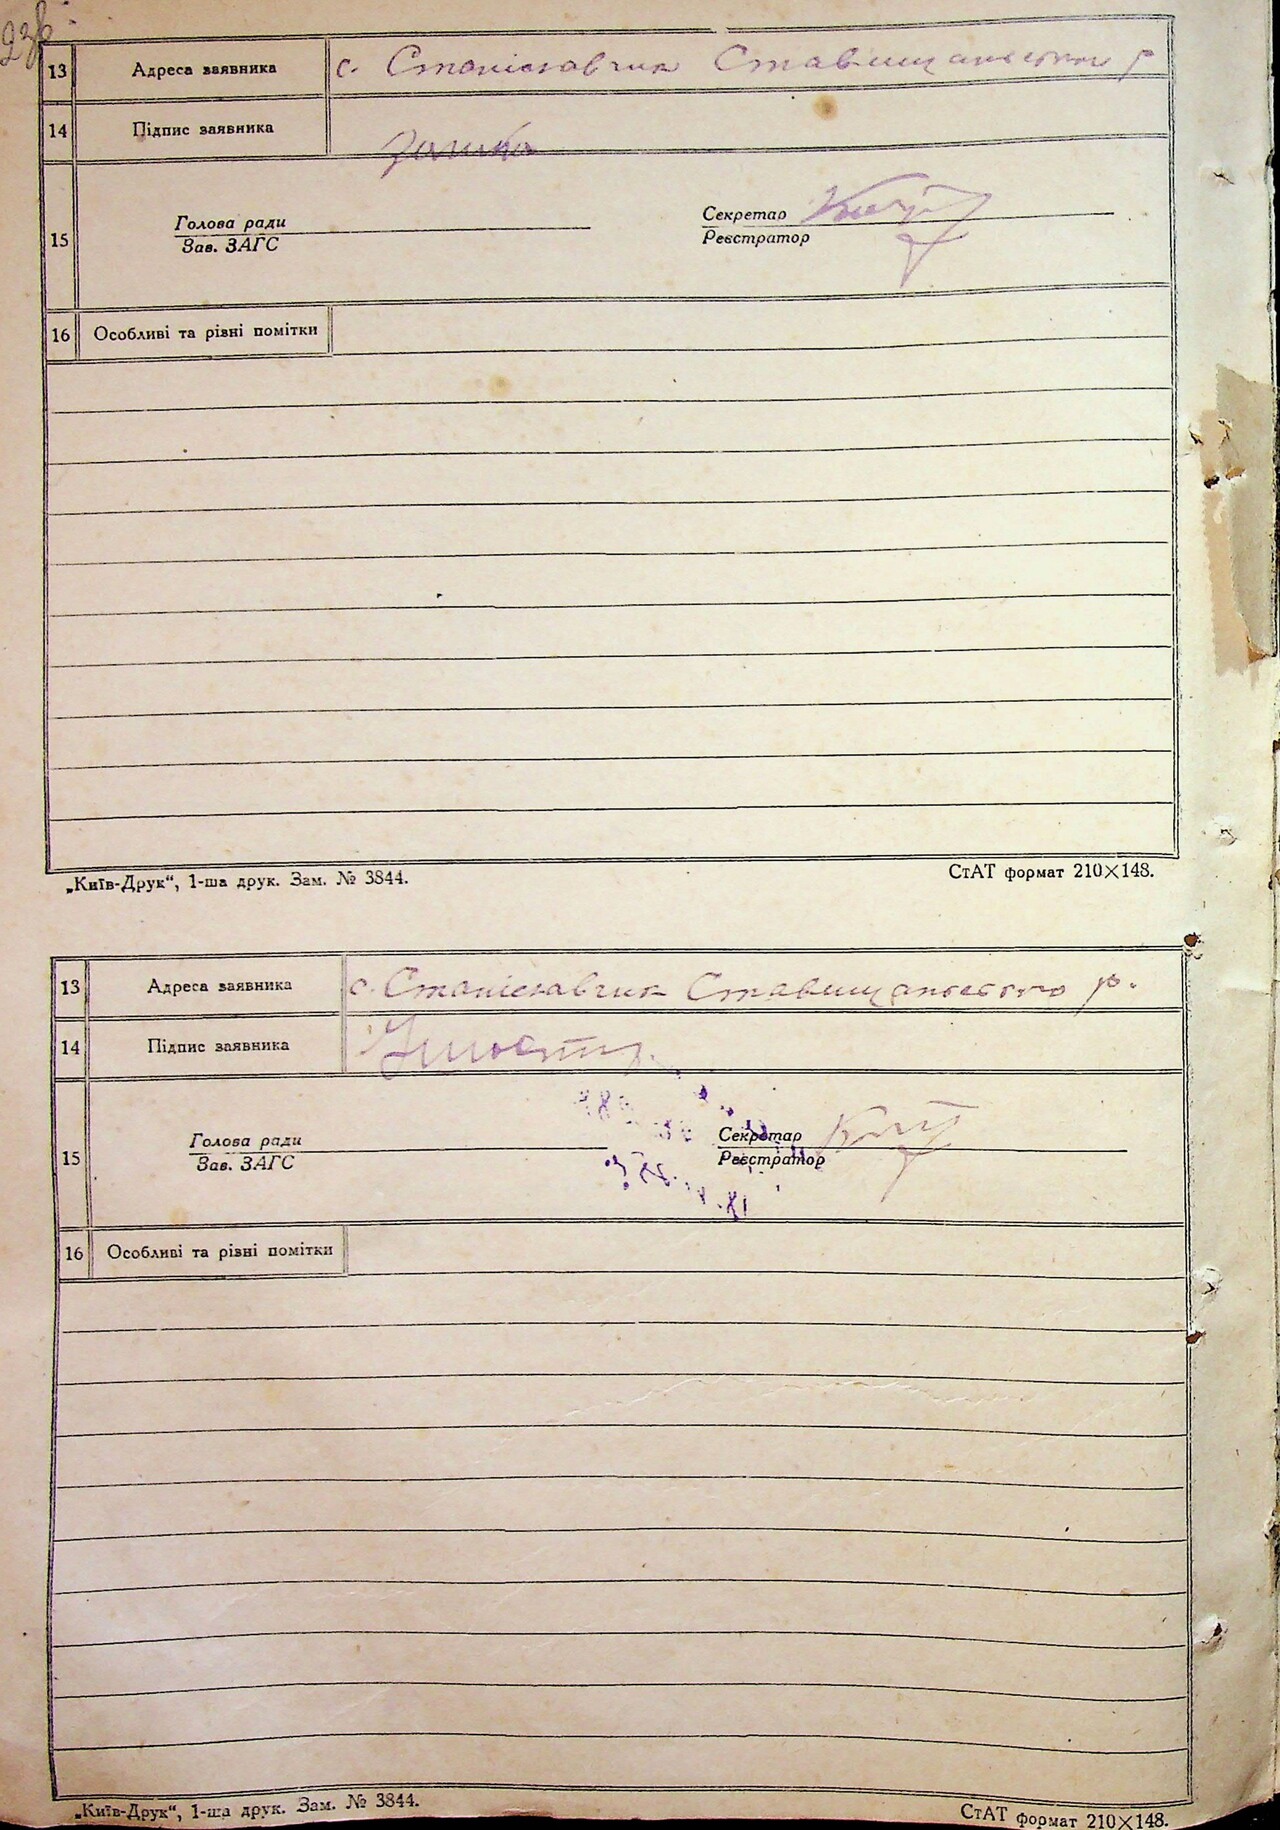 13 Адреса заявника с. Станіславчик Ставищанського р
14 Підпис заявника
Голова ради Секретар
15
Зав. ЗАГС Реєстратор
16 Особливі та рівні помітки
„Київ-Друк“, 1-ша друк. Зам. № 3844. СтАТ формат 210×148.
13 Адреса заявника с. Станіславчик Ставищанського р.
14 Підпис заявника
Голова ради Секретар
15
Зав. ЗАГС Реєстратор
16 Особливі та рівні помітки
„Київ-Друк“, 1-ша друк. Зам. № 3844. СтАТ формат 210×148.